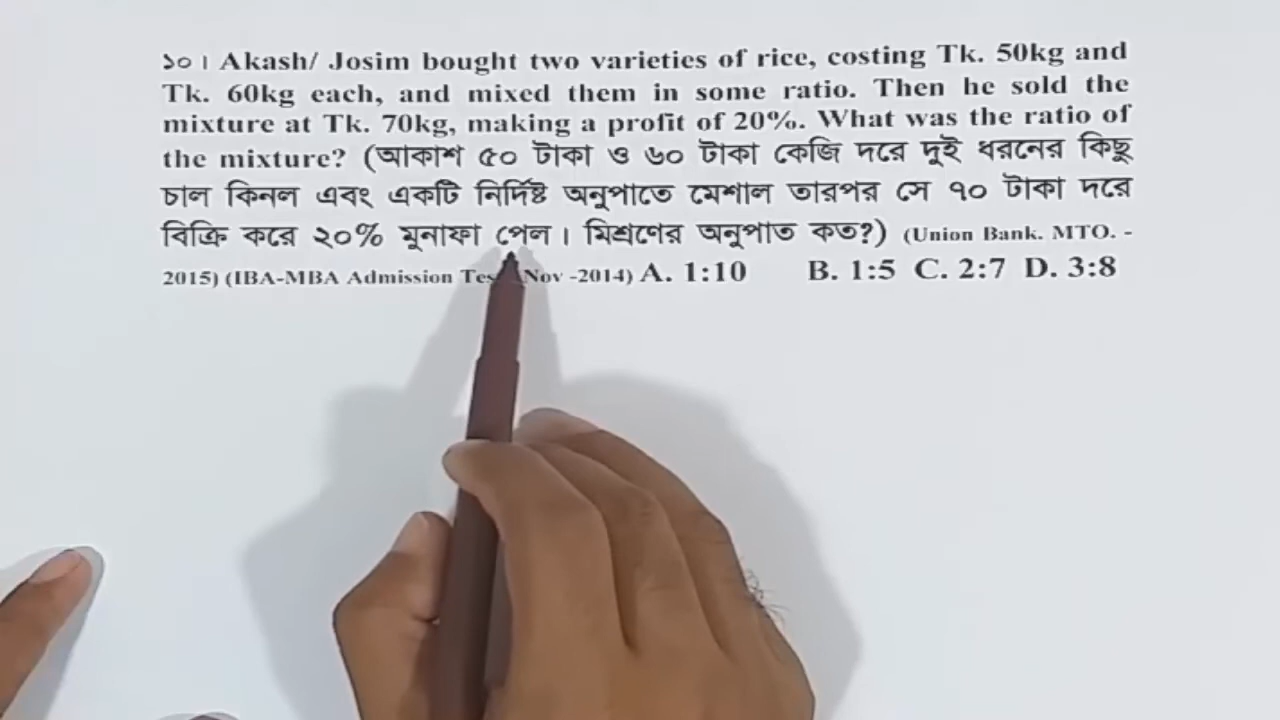 ১০। Akash/ Josim bought two varieties of rice, costing Tk. 50kg and
Tk. 60kg each, and mixed them in some ratio. Then he sold the
mixture at Tk. 70kg, making a profit of 20%. What was the ratio of
the mixture? (আকাশ ৫০ টাকা ও ৬০ টাকা কেজি দরে দুই ধরনের কিছু
চাল কিনল এবং একটি নির্দিষ্ট অনুপাতে মেশাল তারপর সে ৭০ টাকা দরে
বিক্রি করে ২০% মুনাফা পেল। মিশ্রণের অনুপাত কত?) (Union Bank. MTO. -
2015) (IBA-MBA Admission Nov -2014) A. 1:10 B. 1:5 C. 2:7 D. 3:8